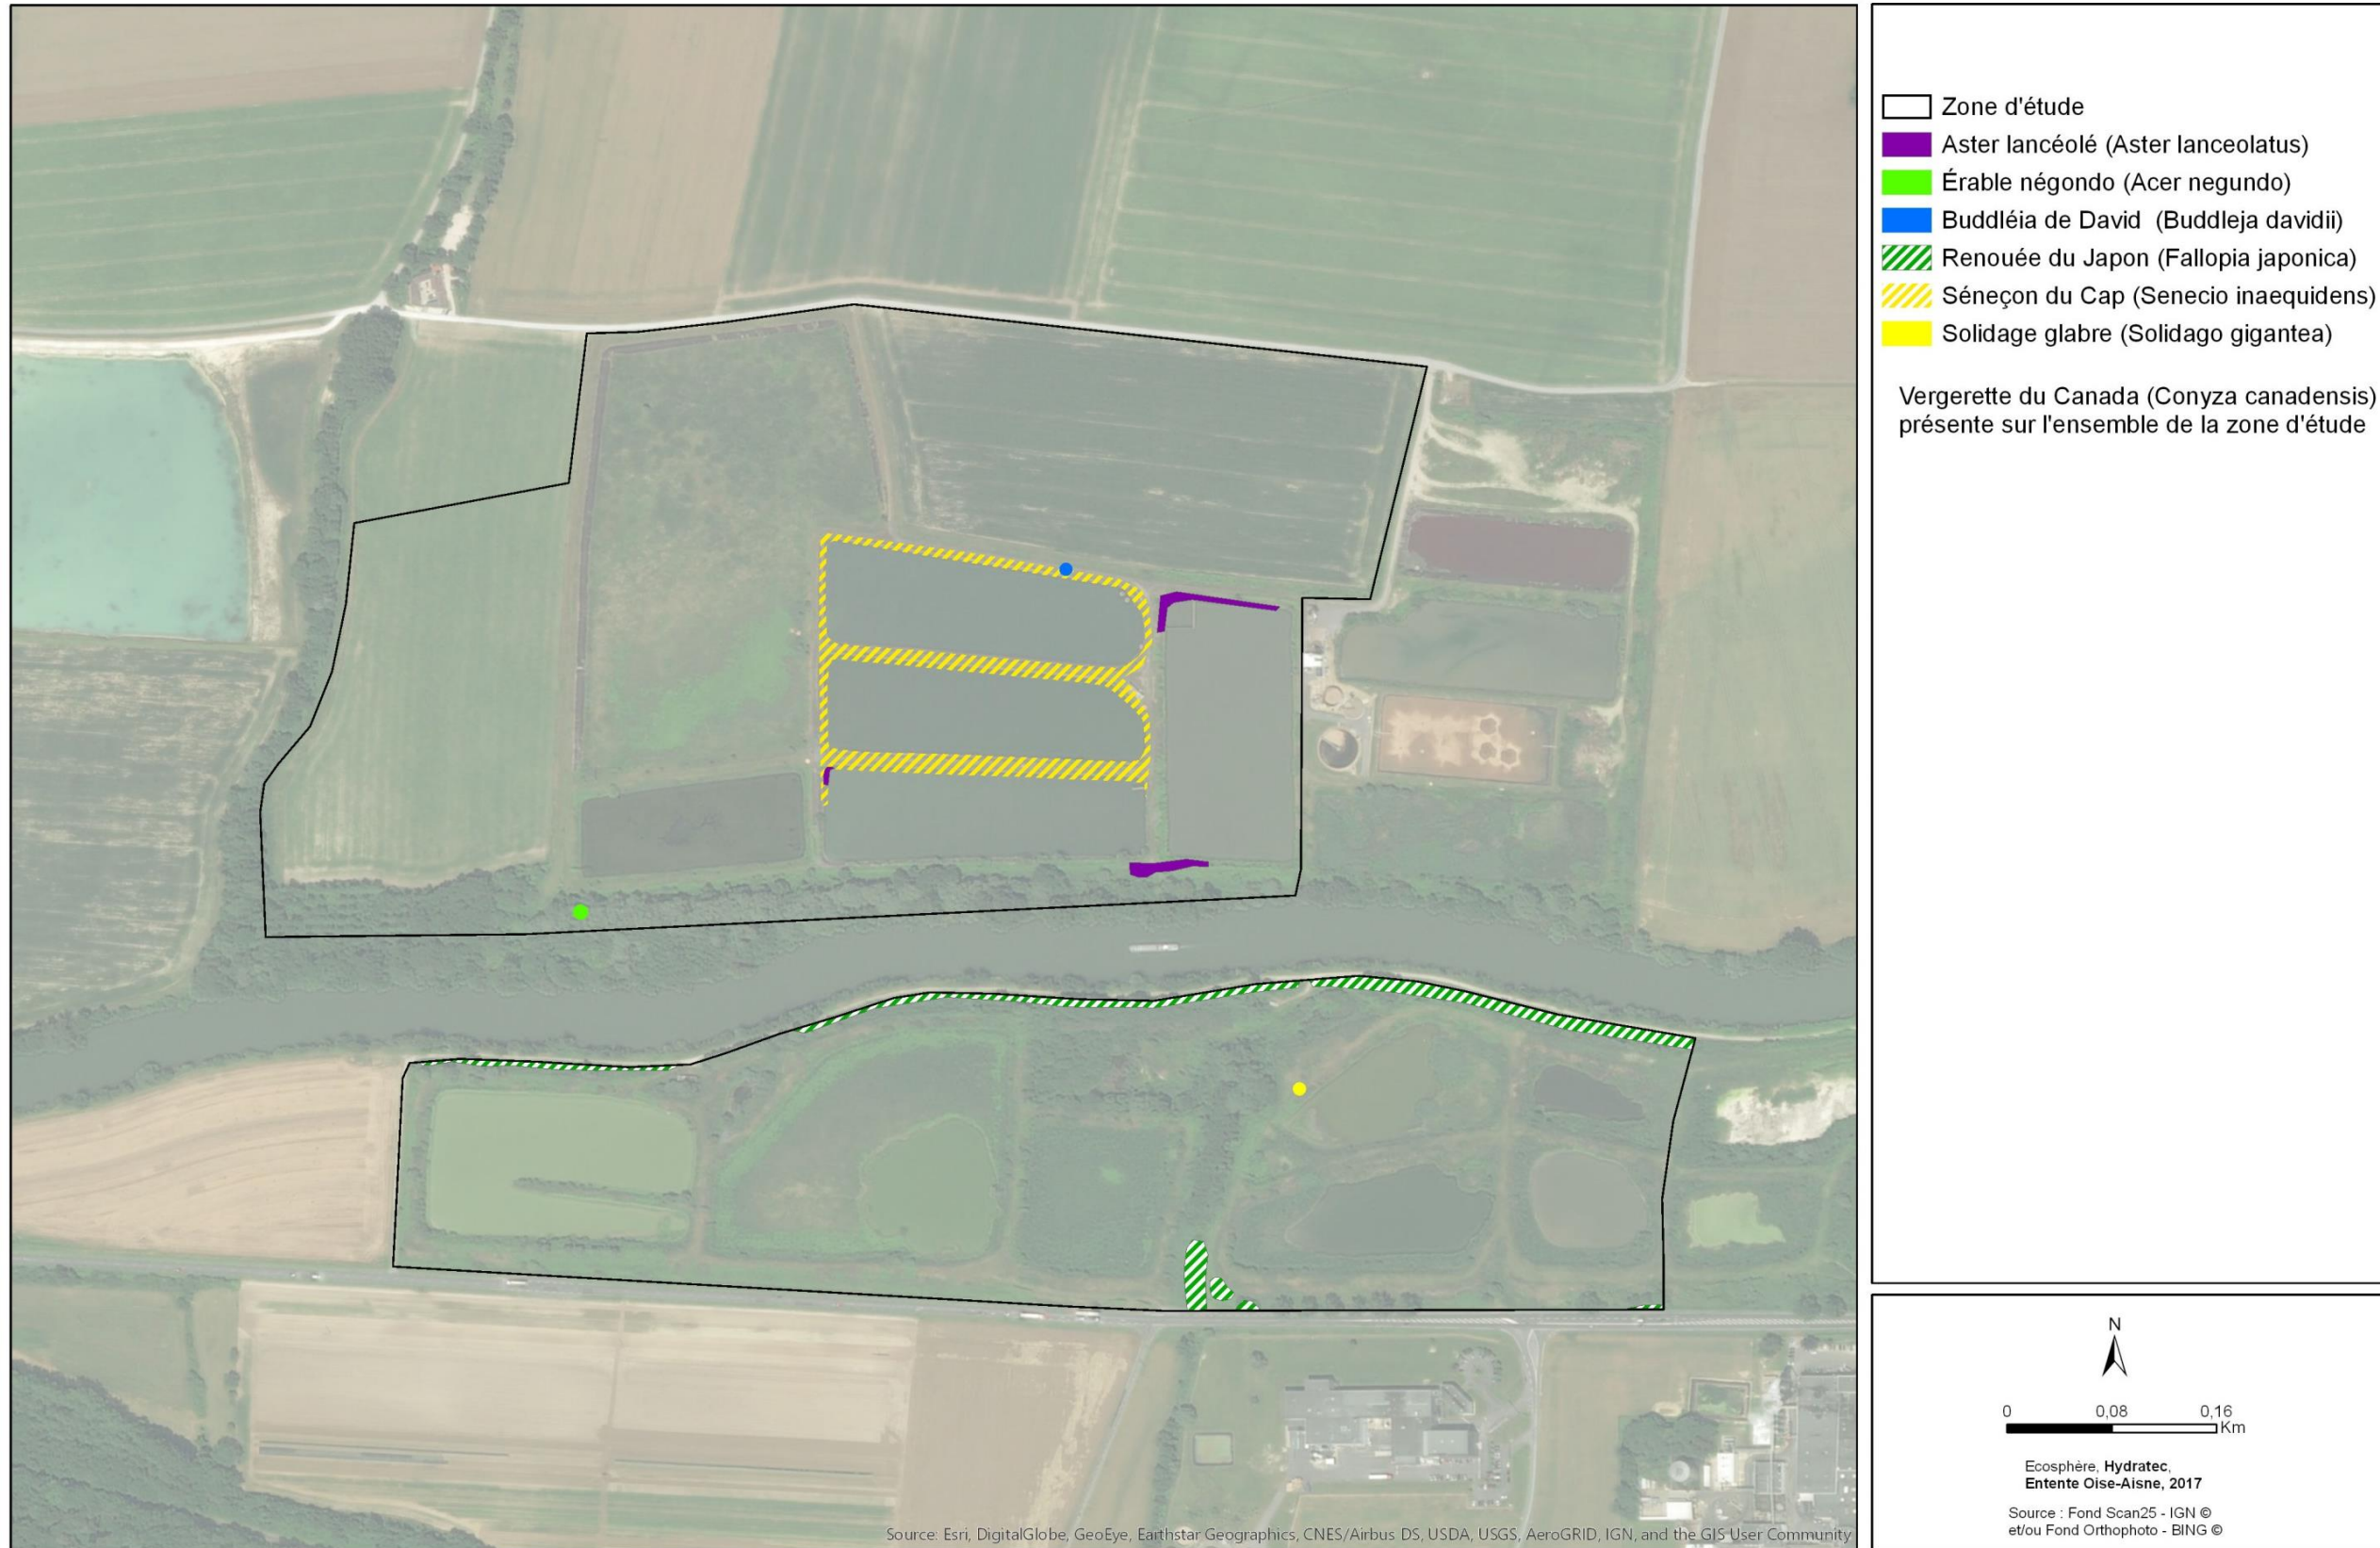 Zone d'étude
Aster lancéolé (Aster lanceolatus)
Érable négondo (Acer negundo)
Buddléia de David  (Buddleja davidii)
Renouée du Japon (Fallopia japonica)
Séneçon du Cap (Senecio inaequidens)
Solidage glabre (Solidago gigantea)
Vergerette du Canada (Conyza canadensis)
présente sur l'ensemble de la zone d'étude
N
0 0,08 0,16
Km
Ecosphère, Hydratec,
Entente Oise-Aisne, 2017
Source : Fond Scan25 - IGN ©
et/ou Fond Orthophoto - BING ©
Source: Esri, DigitalGlobe, GeoEye, Earthstar Geographics, CNES/Airbus DS, USDA, USGS, AeroGRID, IGN, and the GIS User Community